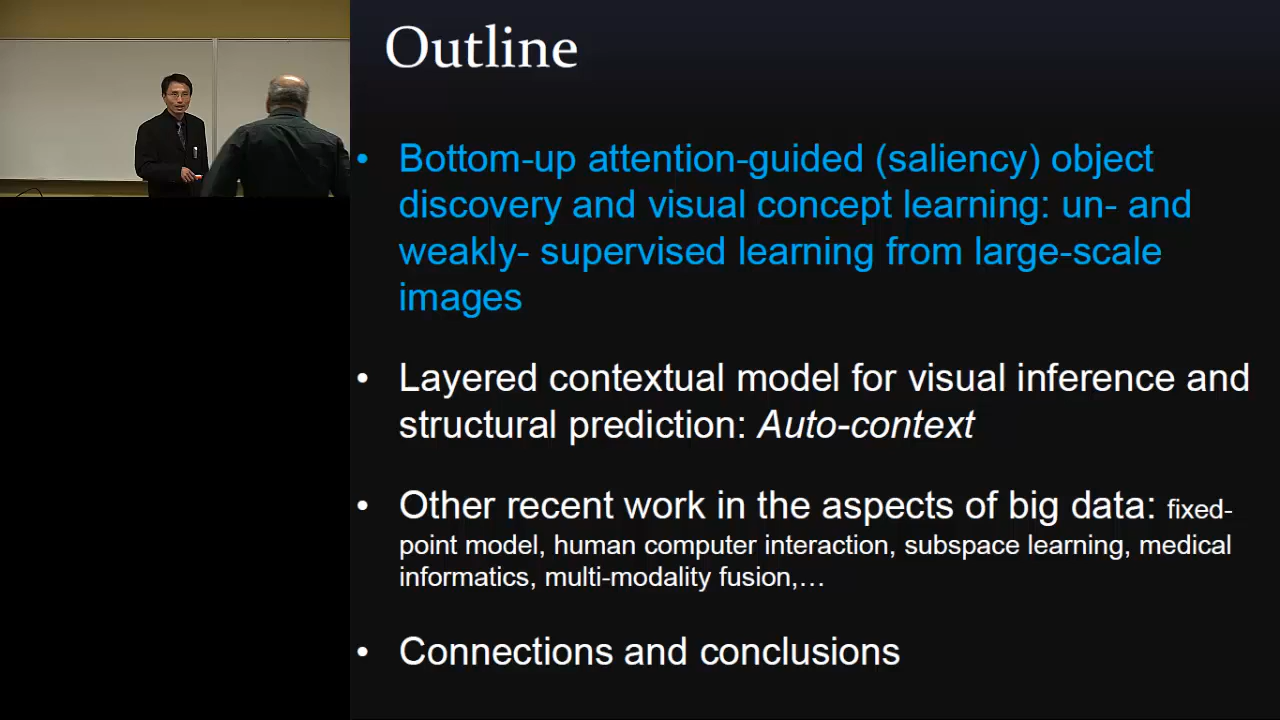 Outline
• Bottom-up attention-guided (saliency) object
discovery and visual concept learning: un- and
weakly- supervised learning from large-scale
images
• Layered contextual model for visual inference and
structural prediction: Auto-context
• Other recent work in the aspects of big data: fixed-
point model, human computer interaction, subspace learning, medical
informatics, multi-modality fusion,…
• Connections and conclusions